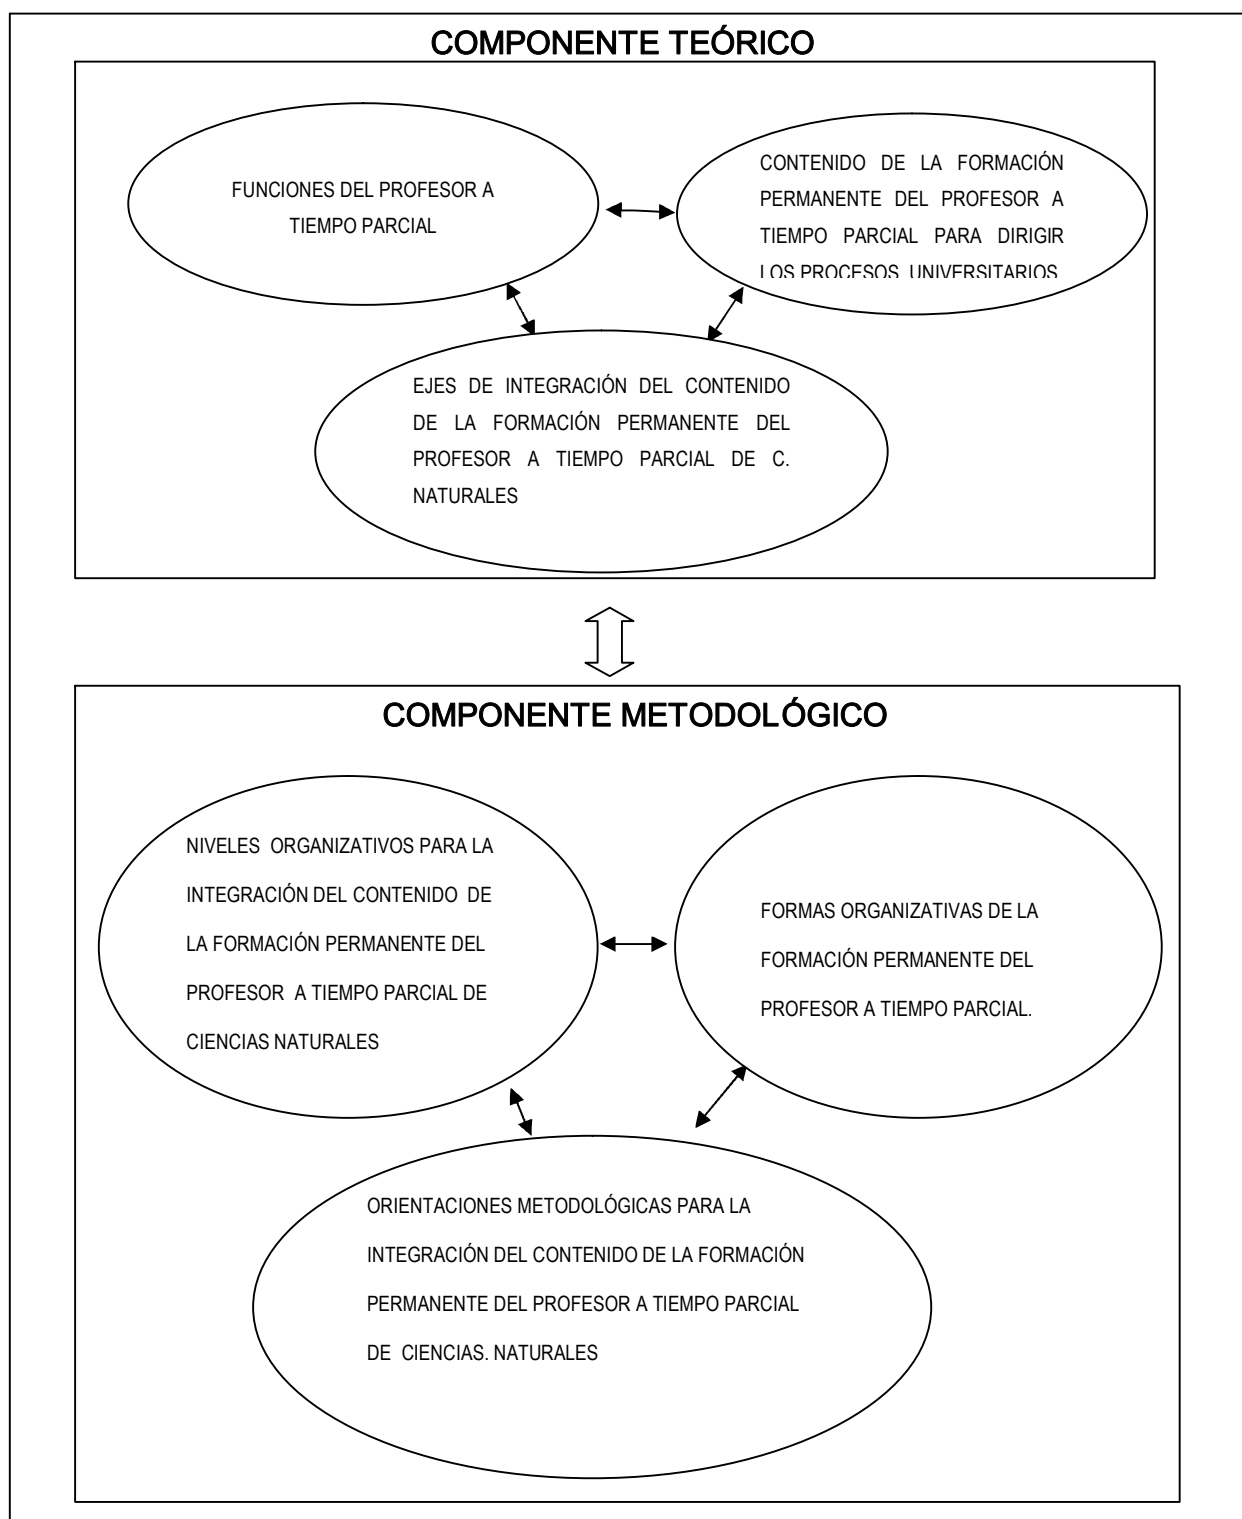 COMPONENTE TEÓRICO
FUNCIONES DEL PROFESOR A
TIEMPO PARCIAL
CONTENIDO DE LA FORMACIÓN
PERMANENTE DEL PROFESOR A
TIEMPO PARCIAL PARA DIRIGIR
LOS PROCESOS UNIVERSITARIOS
EJES DE INTEGRACIÓN DEL CONTENIDO
DE LA FORMACIÓN PERMANENTE DEL
PROFESOR A TIEMPO PARCIAL DE C.
NATURALES
COMPONENTE METODOLÓGICO
NIVELES ORGANIZATIVOS PARA LA
INTEGRACIÓN DEL CONTENIDO DE
LA FORMACIÓN PERMANENTE DEL
PROFESOR A TIEMPO PARCIAL DE
CIENCIAS NATURALES
FORMAS ORGANIZATIVAS DE LA
FORMACIÓN PERMANENTE DEL
PROFESOR A TIEMPO PARCIAL.
ORIENTACIONES METODOLÓGICAS PARA LA
INTEGRACIÓN DEL CONTENIDO DE LA FORMACIÓN
PERMANENTE DEL PROFESOR A TIEMPO PARCIAL
DE CIENCIAS. NATURALES